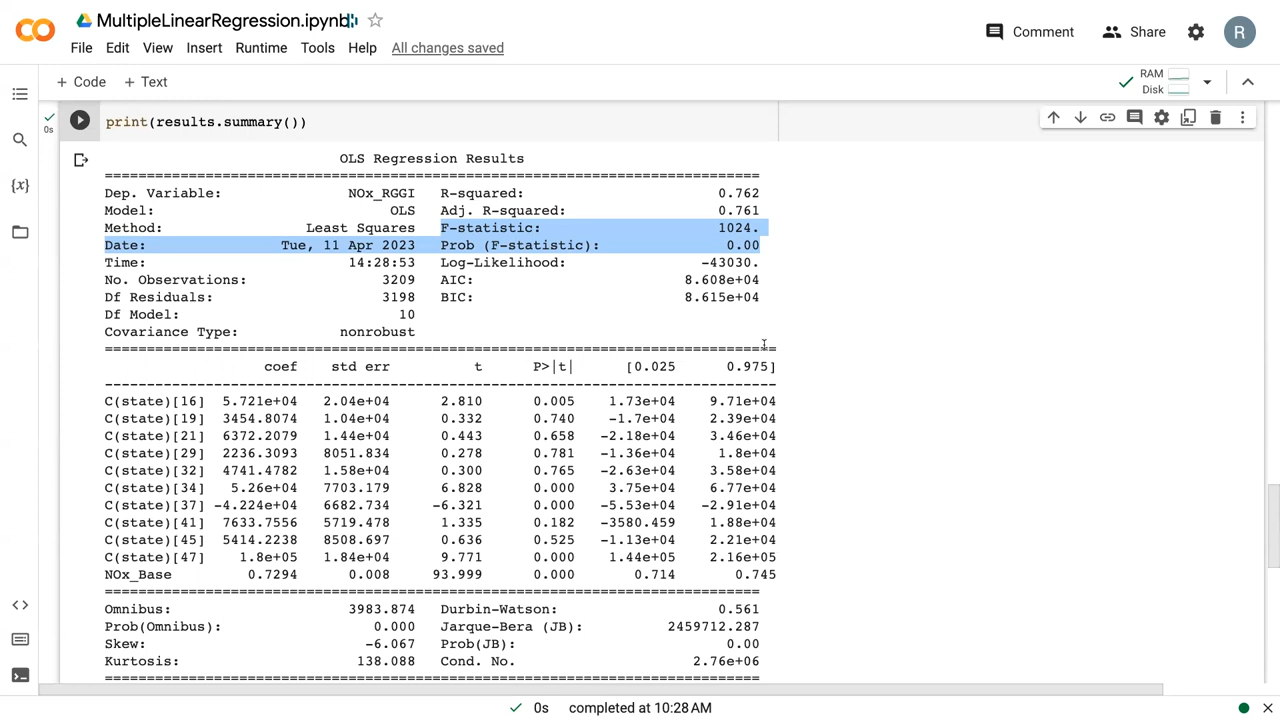 MultipleLinearRegression.ipynb
File Edit View Insert Runtime Tools Help All changes saved
Comment Share R
+ Code + Text
RAM
Disk
0s
print(results.summary())
OLS Regression Results
==============================================================================
Dep. Variable: NOx_RGGI R-squared: 0.762
Model: OLS Adj. R-squared: 0.761
Method: Least Squares F-statistic: 1024.
Date: Tue, 11 Apr 2023 Prob (F-statistic): 0.00
Time: 14:28:53 Log-Likelihood: -43030.
No. Observations: 3209 AIC: 8.608e+04
Df Residuals: 3198 BIC: 8.615e+04
Df Model: 10
Covariance Type: nonrobust
================================================================================
coef std err t P>|t| [0.025 0.975]
--------------------------------------------------------------------------------
C(state)[16] 5.721e+04 2.04e+04 2.810 0.005 1.73e+04 9.71e+04
C(state)[19] 3454.8074 1.04e+04 0.332 0.740 -1.7e+04 2.39e+04
C(state)[21] 6372.2079 1.44e+04 0.443 0.658 -2.18e+04 3.46e+04
C(state)[29] 2236.3093 8051.834 0.278 0.781 -1.36e+04 1.8e+04
C(state)[32] 4741.4782 1.58e+04 0.300 0.765 -2.63e+04 3.58e+04
C(state)[34] 5.26e+04 7703.179 6.828 0.000 3.75e+04 6.77e+04
C(state)[37] -4.224e+04 6682.734 -6.321 0.000 -5.53e+04 -2.91e+04
C(state)[41] 7633.7556 5719.478 1.335 0.182 -3580.459 1.88e+04
C(state)[45] 5414.2238 8508.697 0.636 0.525 -1.13e+04 2.21e+04
C(state)[47] 1.8e+05 1.84e+04 9.771 0.000 1.44e+05 2.16e+05
NOx_Base 0.7294 0.008 93.999 0.000 0.714 0.745
==============================================================================
Omnibus: 3983.874 Durbin-Watson: 0.561
Prob(Omnibus): 0.000 Jarque-Bera (JB): 2459712.287
Skew: -6.067 Prob(JB): 0.00
Kurtosis: 138.088 Cond. No. 2.76e+06
==============================================================================
0s completed at 10:28 AM